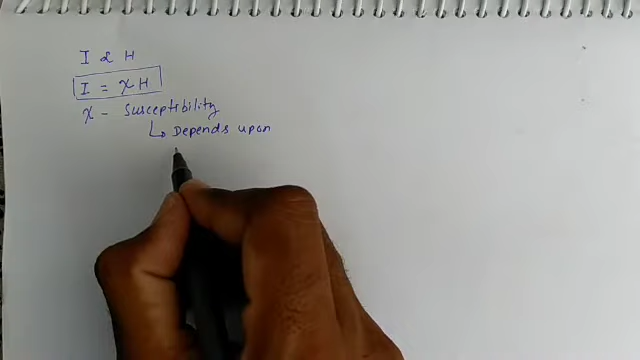 I α H
I = χ H
χ - Susceptibility
↳ Depends upon